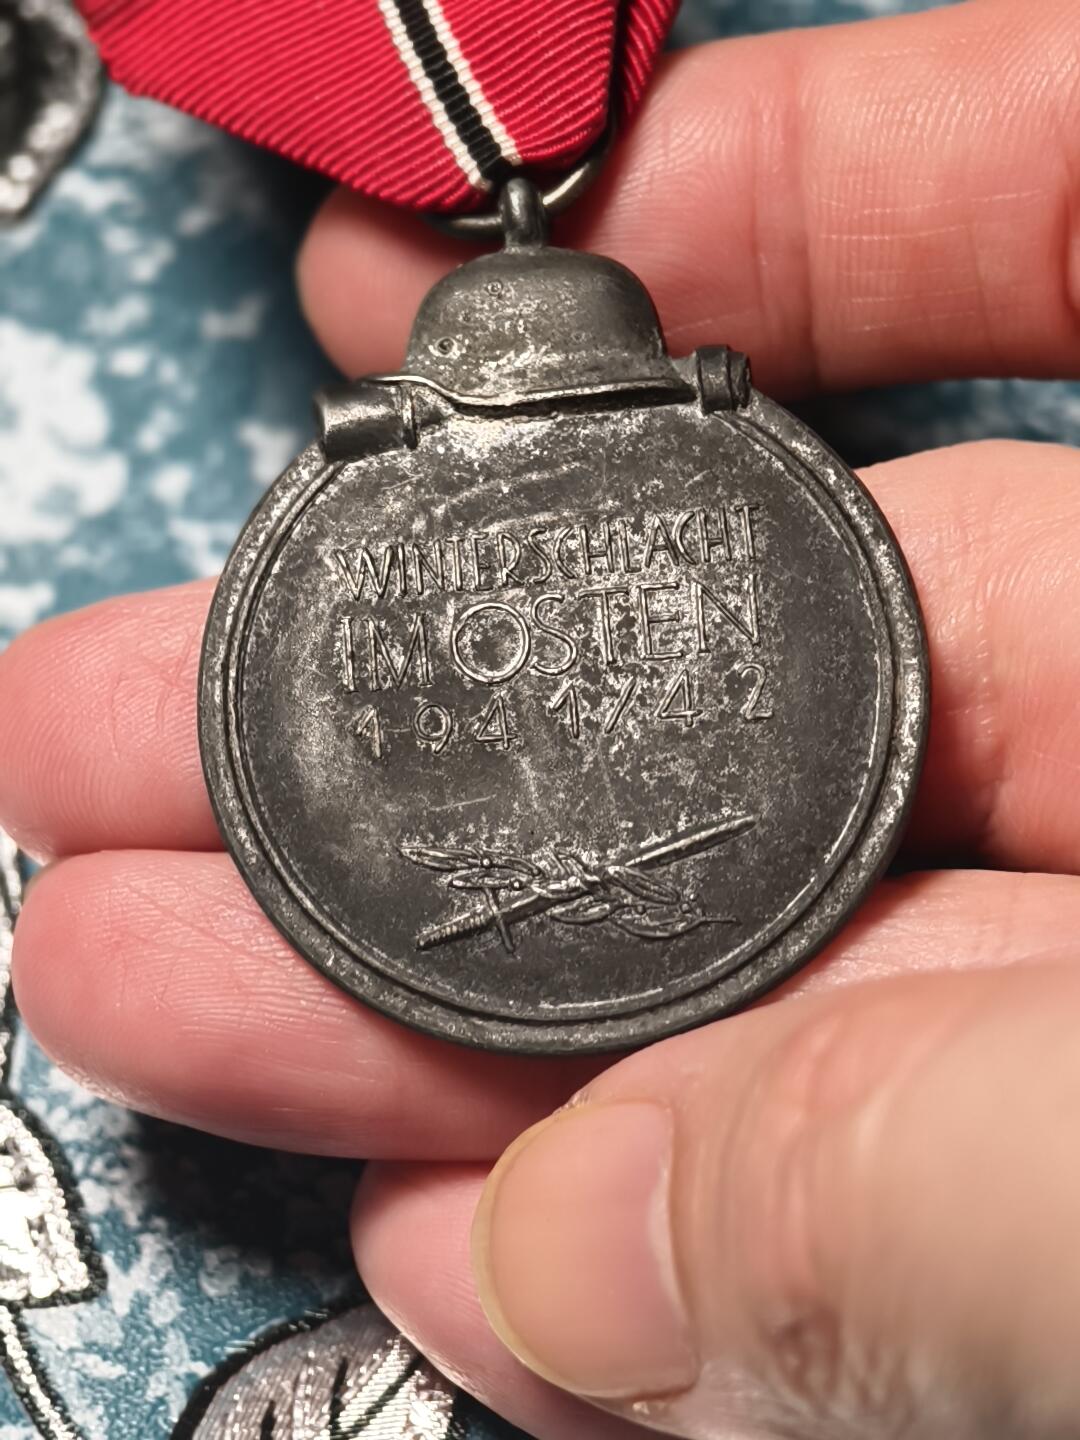 WINTERSCHLACHT
IM OSTEN
1941/42